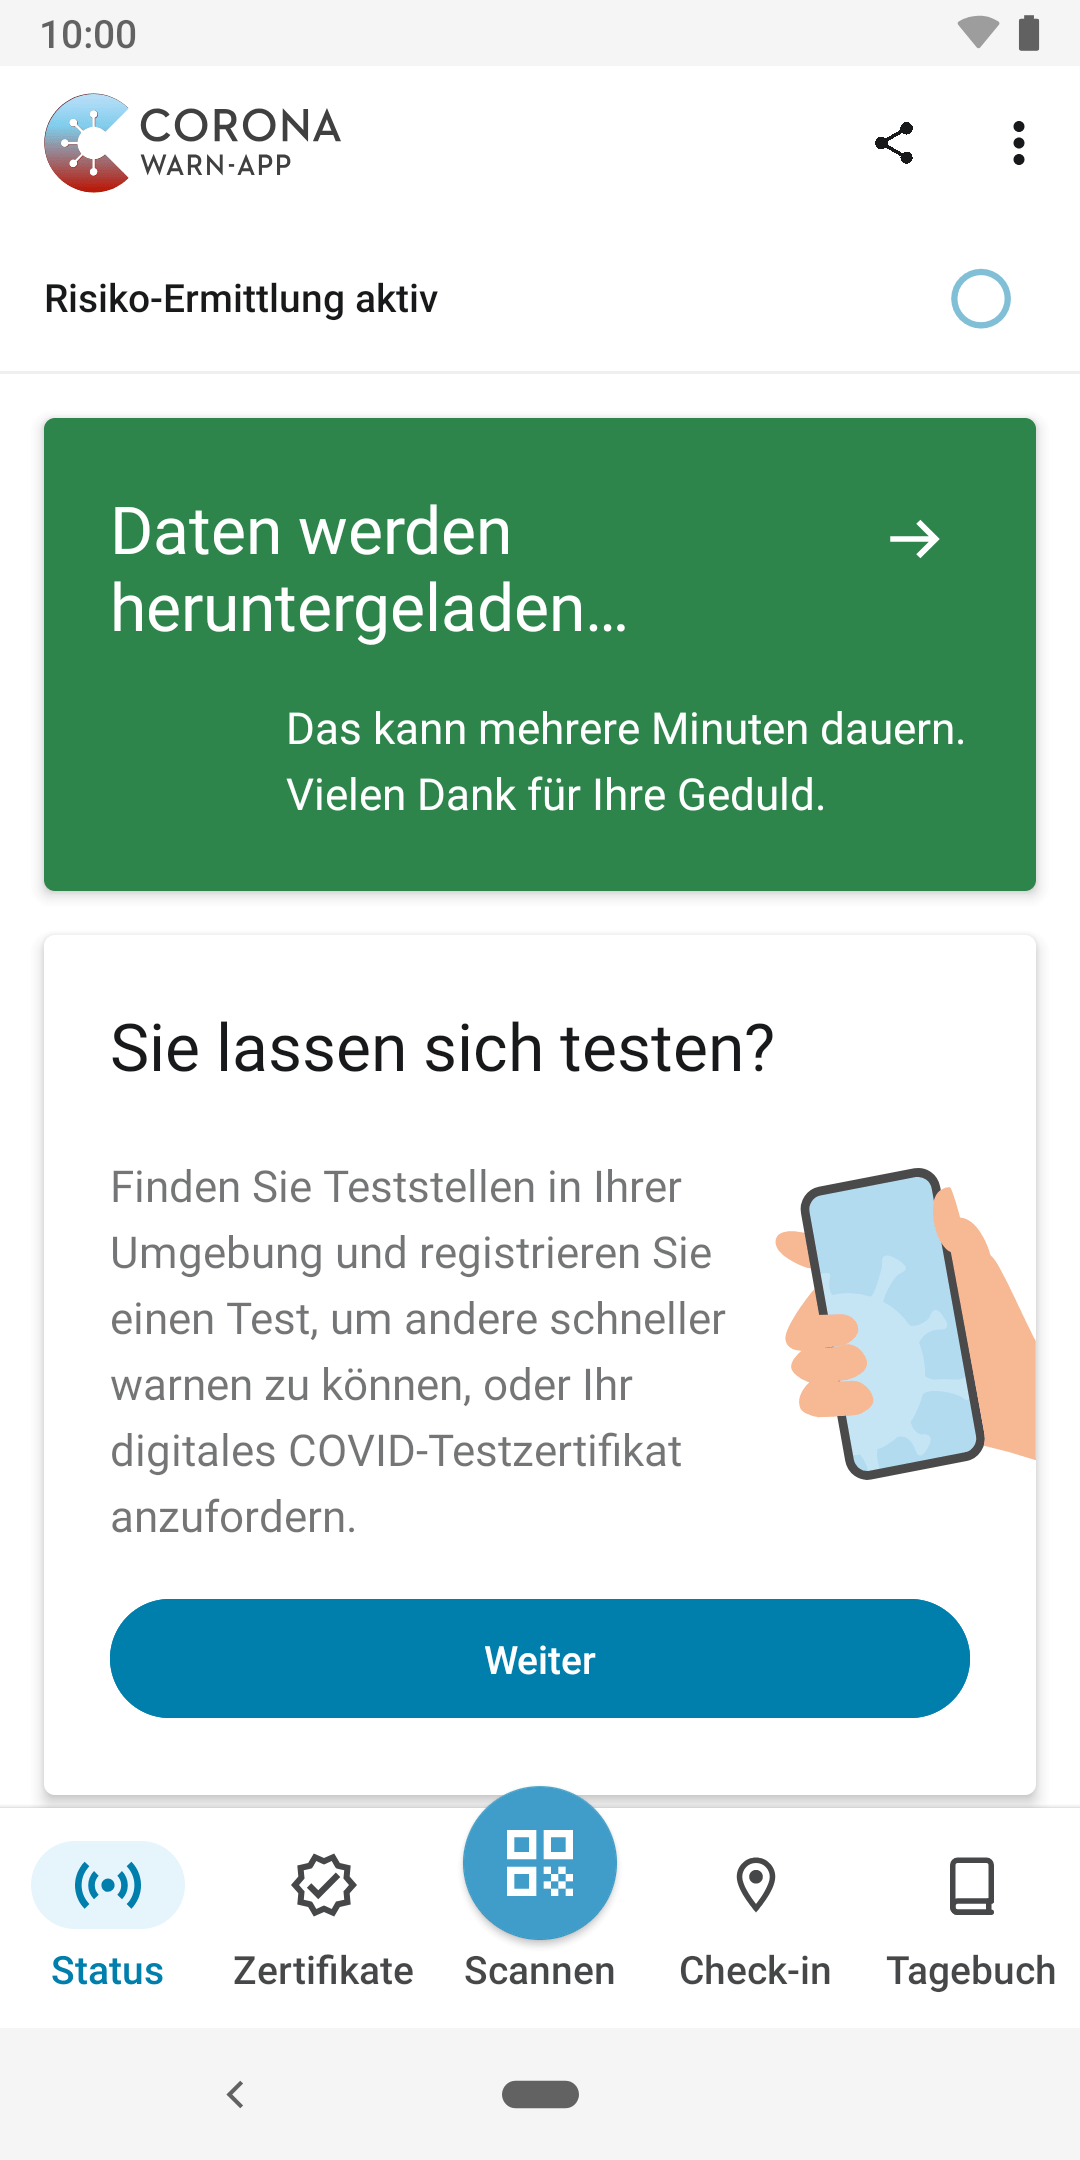 10:00
CORONA
WARN-APP
Risiko-Ermittlung aktiv
Daten werden
heruntergeladen…
Das kann mehrere Minuten dauern.
Vielen Dank für Ihre Geduld.
Sie lassen sich testen?
Finden Sie Teststellen in Ihrer
Umgebung und registrieren Sie
einen Test, um andere schneller
warnen zu können, oder Ihr
digitales COVID-Testzertifikat
anzufordern.
Weiter
Status
Zertifikate
Scannen
Check-in
Tagebuch